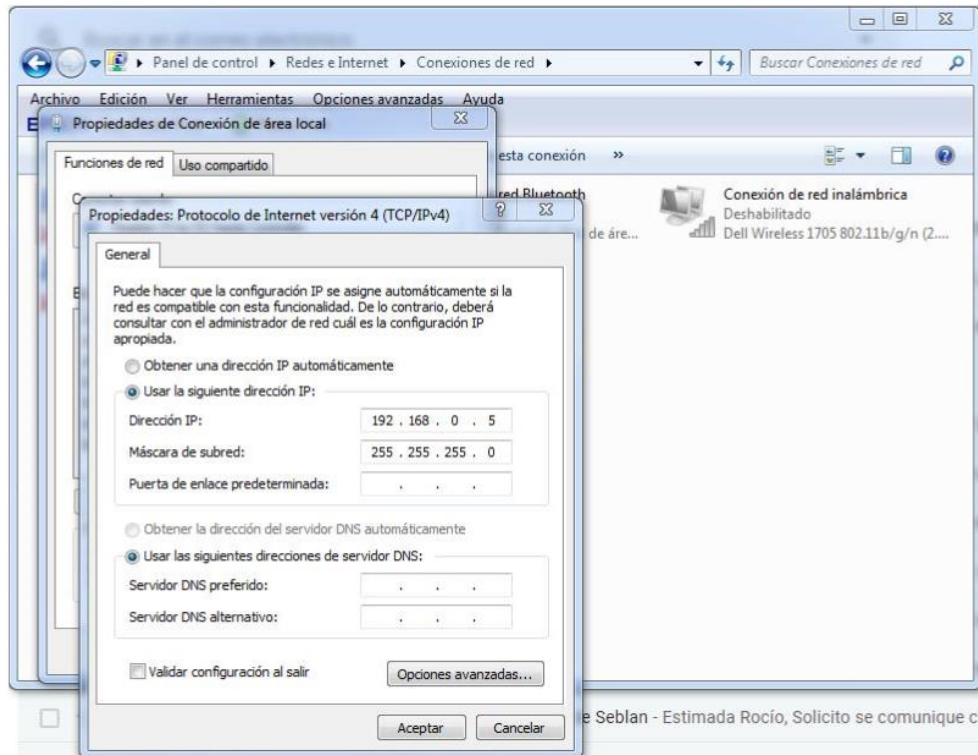 Panel de control ▸ Redes e Internet ▸ Conexiones de red ▸
Buscar Conexiones de red
Archivo Edición Ver Herramientas Opciones avanzadas Ayuda
Propiedades de Conexión de área local
Funciones de red
Uso compartido
esta conexión »
red Bluetooth
de áre...
Conexión de red inalámbrica
Deshabilitado
Dell Wireless 1705 802.11b/g/n (2....
Propiedades: Protocolo de Internet versión 4 (TCP/IPv4)
General
Puede hacer que la configuración IP se asigne automáticamente si la
red es compatible con esta funcionalidad. De lo contrario, deberá
consultar con el administrador de red cuál es la configuración IP
apropiada.
Obtener una dirección IP automáticamente
Usar la siguiente dirección IP:
Dirección IP: 192 . 168 . 0 . 5
Máscara de subred: 255 . 255 . 255 . 0
Puerta de enlace predeterminada: . . .
Obtener la dirección del servidor DNS automáticamente
Usar las siguientes direcciones de servidor DNS:
Servidor DNS preferido: . . .
Servidor DNS alternativo: . . .
Validar configuración al salir
Opciones avanzadas...
Aceptar
Cancelar
e Seblan - Estimada Rocío, Solicito se comunique c